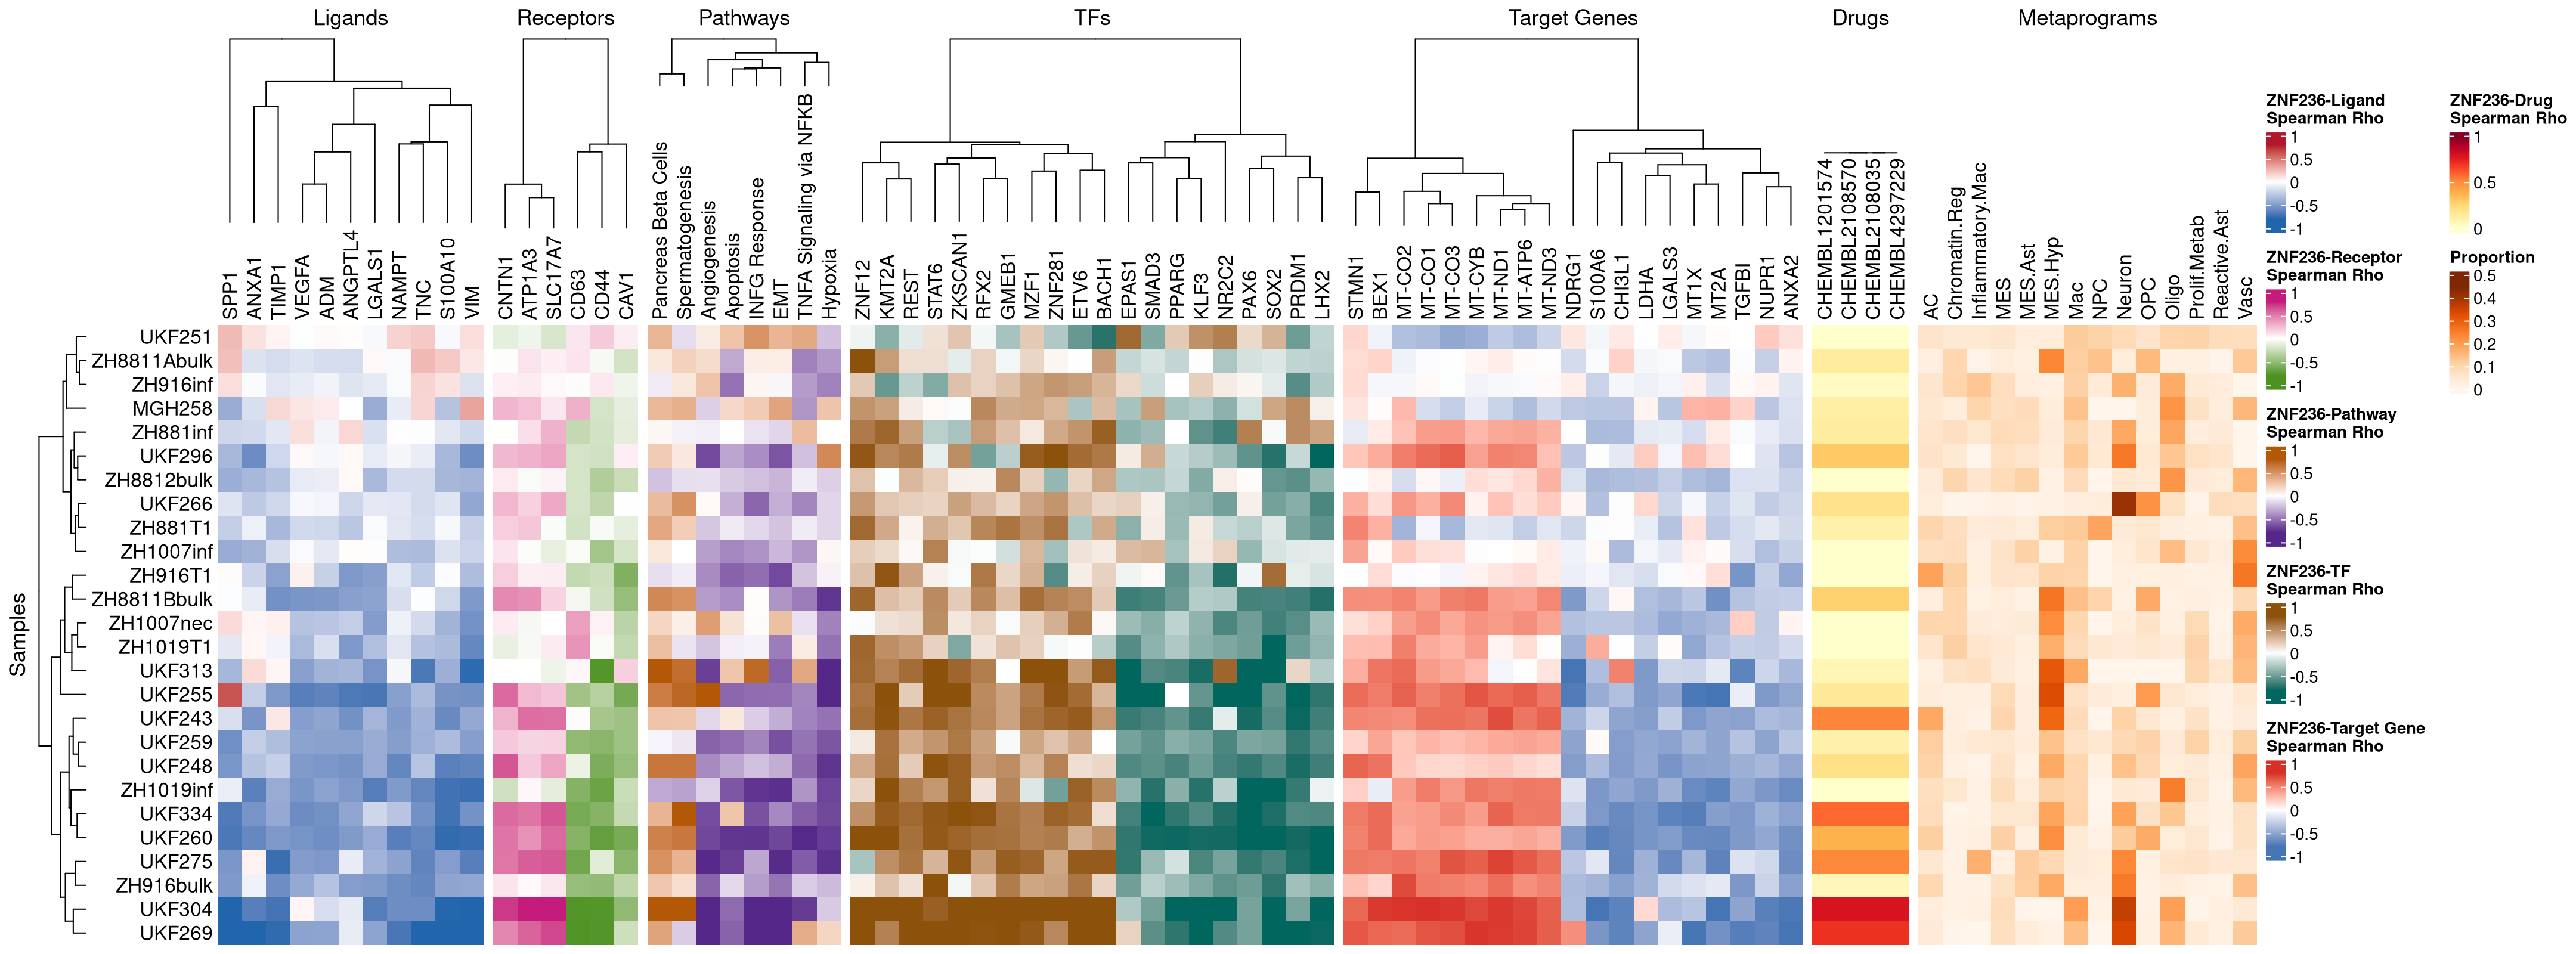 Ligands
Receptors
Pathways
TFs
Target Genes
Drugs
Metaprograms
SPP1
ANXA1
TIMP1
VEGFA
ADM
ANGPTL4
LGALS1
NAMPT
TNC
S100A10
VIM
CNTN1
ATP1A3
SLC17A7
CD63
CD44
CAV1
Pancreas Beta Cells
Spermatogenesis
Angiogenesis
Apoptosis
INFG Response
EMT
TNFA Signaling via NFKB
Hypoxia
ZNF12
KMT2A
REST
STAT6
ZKSCAN1
RFX2
GMEB1
MZF1
ZNF281
ETV6
BACH1
EPAS1
SMAD3
PPARG
KLF3
NR2C2
PAX6
SOX2
PRDM1
LHX2
STMN1
BEX1
MT-CO2
MT-CO1
MT-CO3
MT-CYB
MT-ND1
MT-ATP6
MT-ND3
NDRG1
S100A6
CHI3L1
LDHA
LGALS3
MT1X
MT2A
TGFBI
NUPR1
ANXA2
CHEMBL1201574
CHEMBL2108570
CHEMBL2108035
CHEMBL4297229
AC
Chromatin.Reg
Inflammatory.Mac
MES
MES.Ast
MES.Hyp
Mac
NPC
Neuron
OPC
Oligo
Prolif.Metab
Reactive.Ast
Vasc
Samples
UKF251
ZH8811Abulk
ZH916inf
MGH258
ZH881inf
UKF296
ZH8812bulk
UKF266
ZH881T1
ZH1007inf
ZH916T1
ZH8811Bbulk
ZH1007nec
ZH1019T1
UKF313
UKF255
UKF243
UKF259
UKF248
ZH1019inf
UKF334
UKF260
UKF275
ZH916bulk
UKF304
UKF269
ZNF236-Ligand
Spearman Rho
1
0.5
0
-0.5
-1
ZNF236-Receptor
Spearman Rho
1
0.5
0
-0.5
-1
ZNF236-Pathway
Spearman Rho
1
0.5
0
-0.5
-1
ZNF236-TF
Spearman Rho
1
0.5
0
-0.5
-1
ZNF236-Target Gene
Spearman Rho
1
0.5
0
-0.5
-1
ZNF236-Drug
Spearman Rho
1
0.5
0
Proportion
0.5
0.4
0.3
0.2
0.1
0